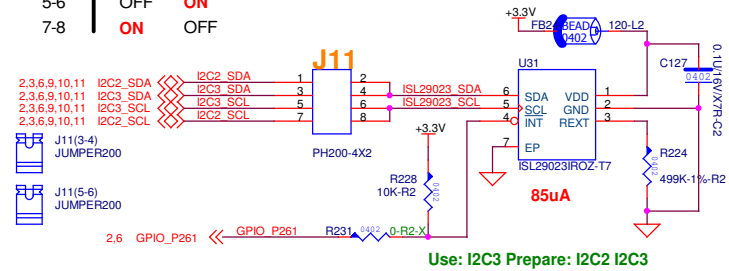 5-6 OFF ON
7-8 ON OFF
+3.3V
FB24 BEAD 120-L2
0402
J11
U31
C127
0402
0.1U/16V/X7R-C2
2,3,6,9,10,11 I2C2_SDA I2C2_SDA 1 2
2,3,6,9,10,11 I2C3_SDA I2C3_SDA 3 4 ISL29023_SDA 6 SDA VDD 1
2,3,6,9,10,11 I2C3_SCL I2C3_SCL 5 6 ISL29023_SCL 5 SCL GND 2
2,3,6,9,10,11 I2C2_SCL I2C2_SCL 7 8 4 INT REXT 3
+3.3V
J11(3-4)
JUMPER200
PH200-4X2
7 EP
ISL29023IROZ-T7
R224
0402
499K-1%-R2
R228
10K-R2
0402
85uA
J11(5-6)
JUMPER200
2,6 GPIO_P261 GPIO_P261 R231 0402 0-R2-X
Use: I2C3 Prepare: I2C2 I2C3